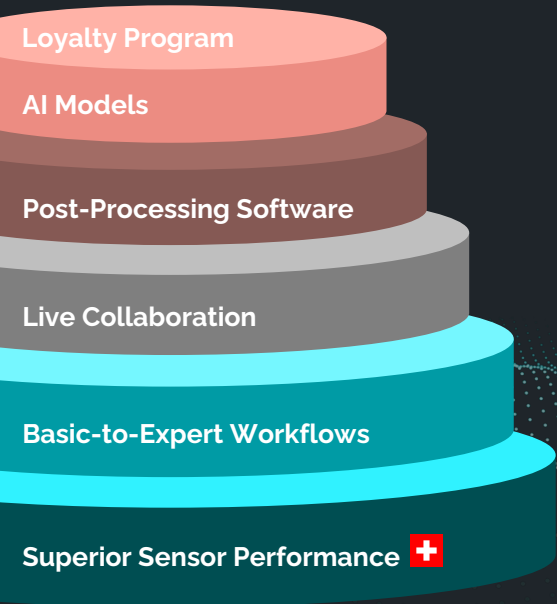 Loyalty Program
AI Models
Post-Processing Software
Live Collaboration
Basic-to-Expert Workflows
Superior Sensor Performance